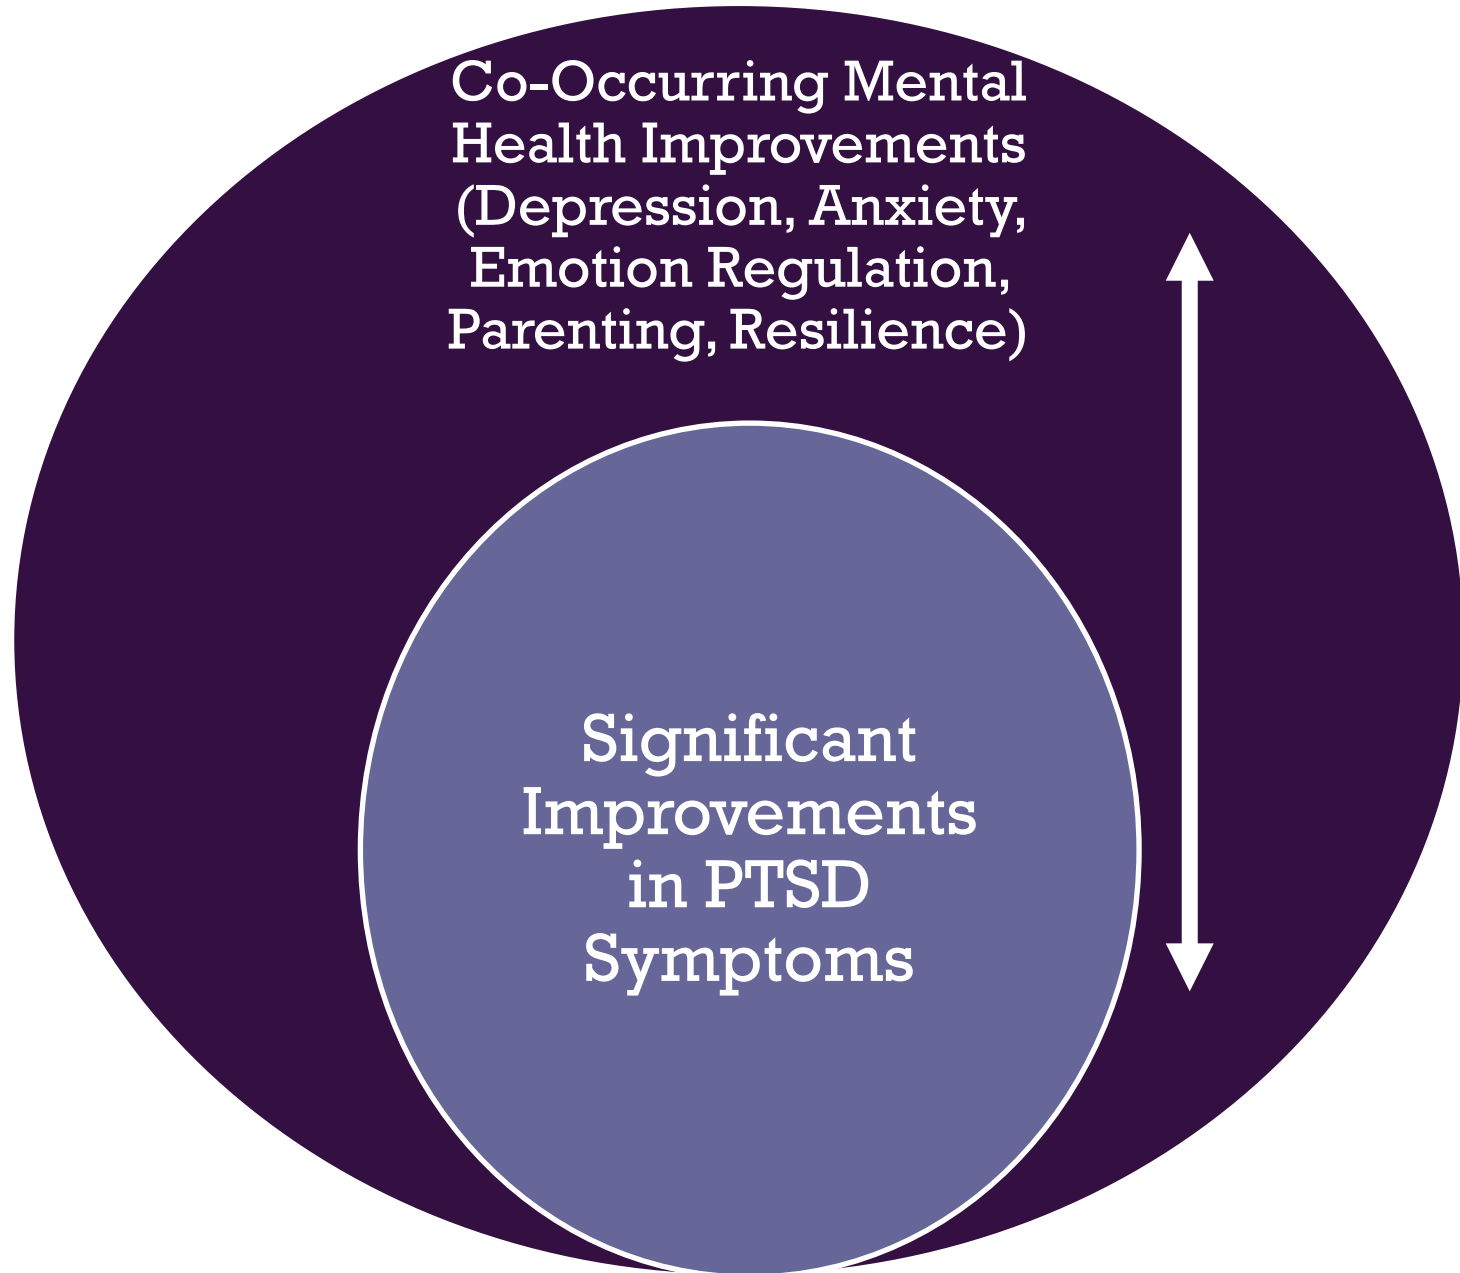 Co-Occurring Mental
Health Improvements
(Depression, Anxiety,
Emotion Regulation,
Parenting, Resilience)
Significant
Improvements
in PTSD
Symptoms